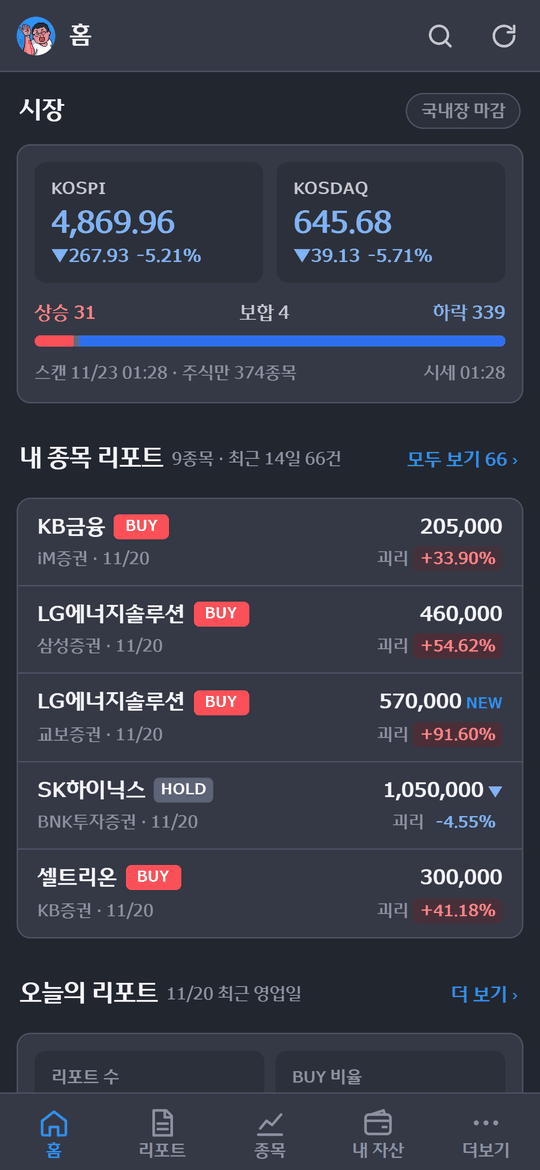 홈
시장 국내장 마감
KOSPI
4,869.96
▼267.93 -5.21%
KOSDAQ
645.68
▼39.13 -5.71%
상승 31 보합 4 하락 339
스캔 11/23 01:28 · 주식만 374종목 시세 01:28
내 종목 리포트 9종목 · 최근 14일 66건 모두 보기 66 ›
KB금융 BUY 205,000
iM증권 · 11/20 괴리 +33.90%
LG에너지솔루션 BUY 460,000
삼성증권 · 11/20 괴리 +54.62%
LG에너지솔루션 BUY 570,000 NEW
교보증권 · 11/20 괴리 +91.60%
SK하이닉스 HOLD 1,050,000 ▼
BNK투자증권 · 11/20 괴리 -4.55%
셀트리온 BUY 300,000
KB증권 · 11/20 괴리 +41.18%
오늘의 리포트 11/20 최근 영업일 더 보기 ›
리포트 수 BUY 비율
홈 리포트 종목 내 자산 더보기